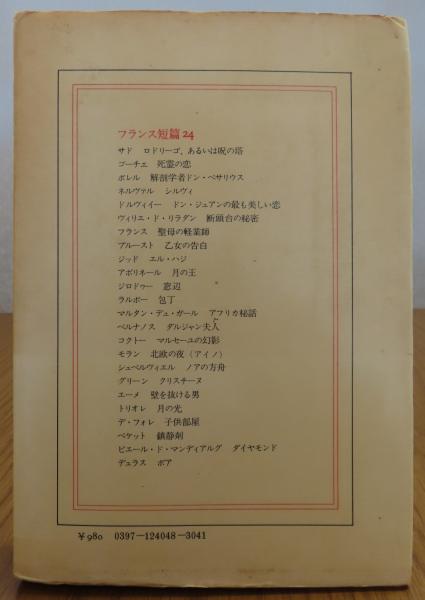 フランス短篇24
サド ロドリーゴ、あるいは呪の塔
ゴーチェ 死霊の恋
ボレル 解剖学者ドン・ベサリウス
ネルヴァル シルヴィ
ドルヴィイー ドン・ジュアンの最も美しい恋
ヴィリエ・ド・リラダン 断頭台の秘密
フランス 聖母の軽業師
プルースト 乙女の告白
ジッド エル・ハジ
アポリネール 月の王
ジロドゥー 窓辺
ラルボー 包丁
マルタン・デュ・ガール アフリカ秘話
ベルナノス ダルジャン夫人
コクトー マルセーユの幻影
モラン 北欧の夜（アイノ）
シュペルヴィエル ノアの方舟
グリーン クリスチーヌ
エーメ 壁を抜ける男
トリオレ 月の光
デ・フォレ 子供部屋
ベケット 鎮静剤
ピエール・ド・マンディアルグ ダイヤモンド
デュラス ボア
￥980 0397—124048—3041